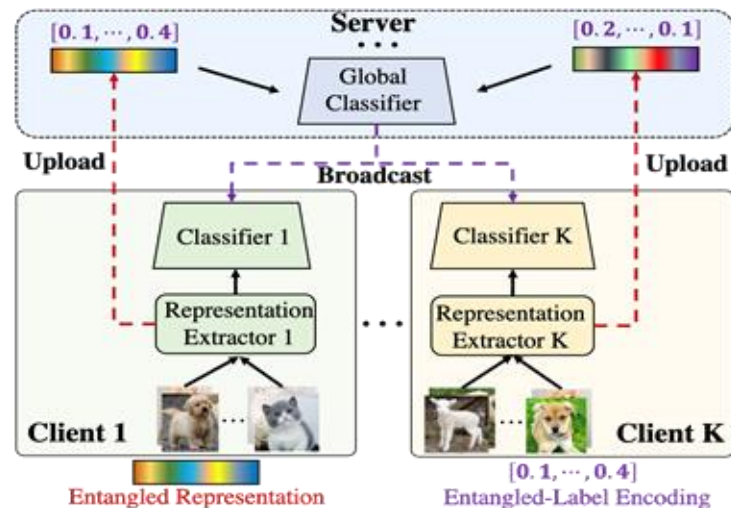 Server
[0.1, ⋯, 0.4]
• • •
[0.2, ⋯, 0.1]
Global
Classifier
Upload
Broadcast
Upload
Classifier 1
Classifier K
Representation
Extractor 1
• • •
Representation
Extractor K
⋯
⋯
Client 1
Client K
[0.1, ⋯, 0.4]
Entangled Representation
Entangled-Label Encoding